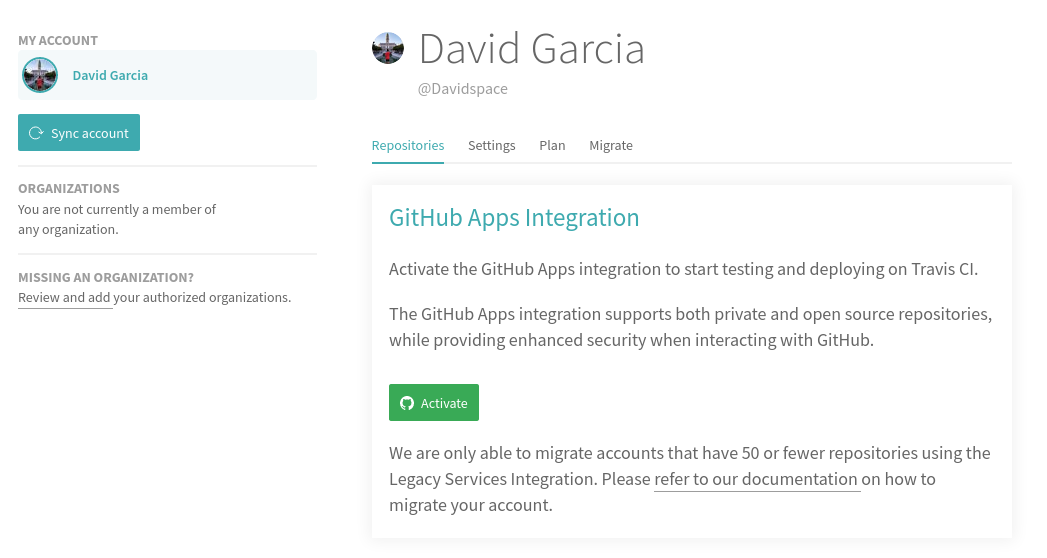 MY ACCOUNT
David Garcia
Sync account
ORGANIZATIONS
You are not currently a member of
any organization.
MISSING AN ORGANIZATION?
Review and add your authorized organizations.
David Garcia
@Davidspace
Repositories
Settings
Plan
Migrate
GitHub Apps Integration
Activate the GitHub Apps integration to start testing and deploying on Travis CI.
The GitHub Apps integration supports both private and open source repositories,
while providing enhanced security when interacting with GitHub.
Activate
We are only able to migrate accounts that have 50 or fewer repositories using the
Legacy Services Integration. Please refer to our documentation on how to
migrate your account.